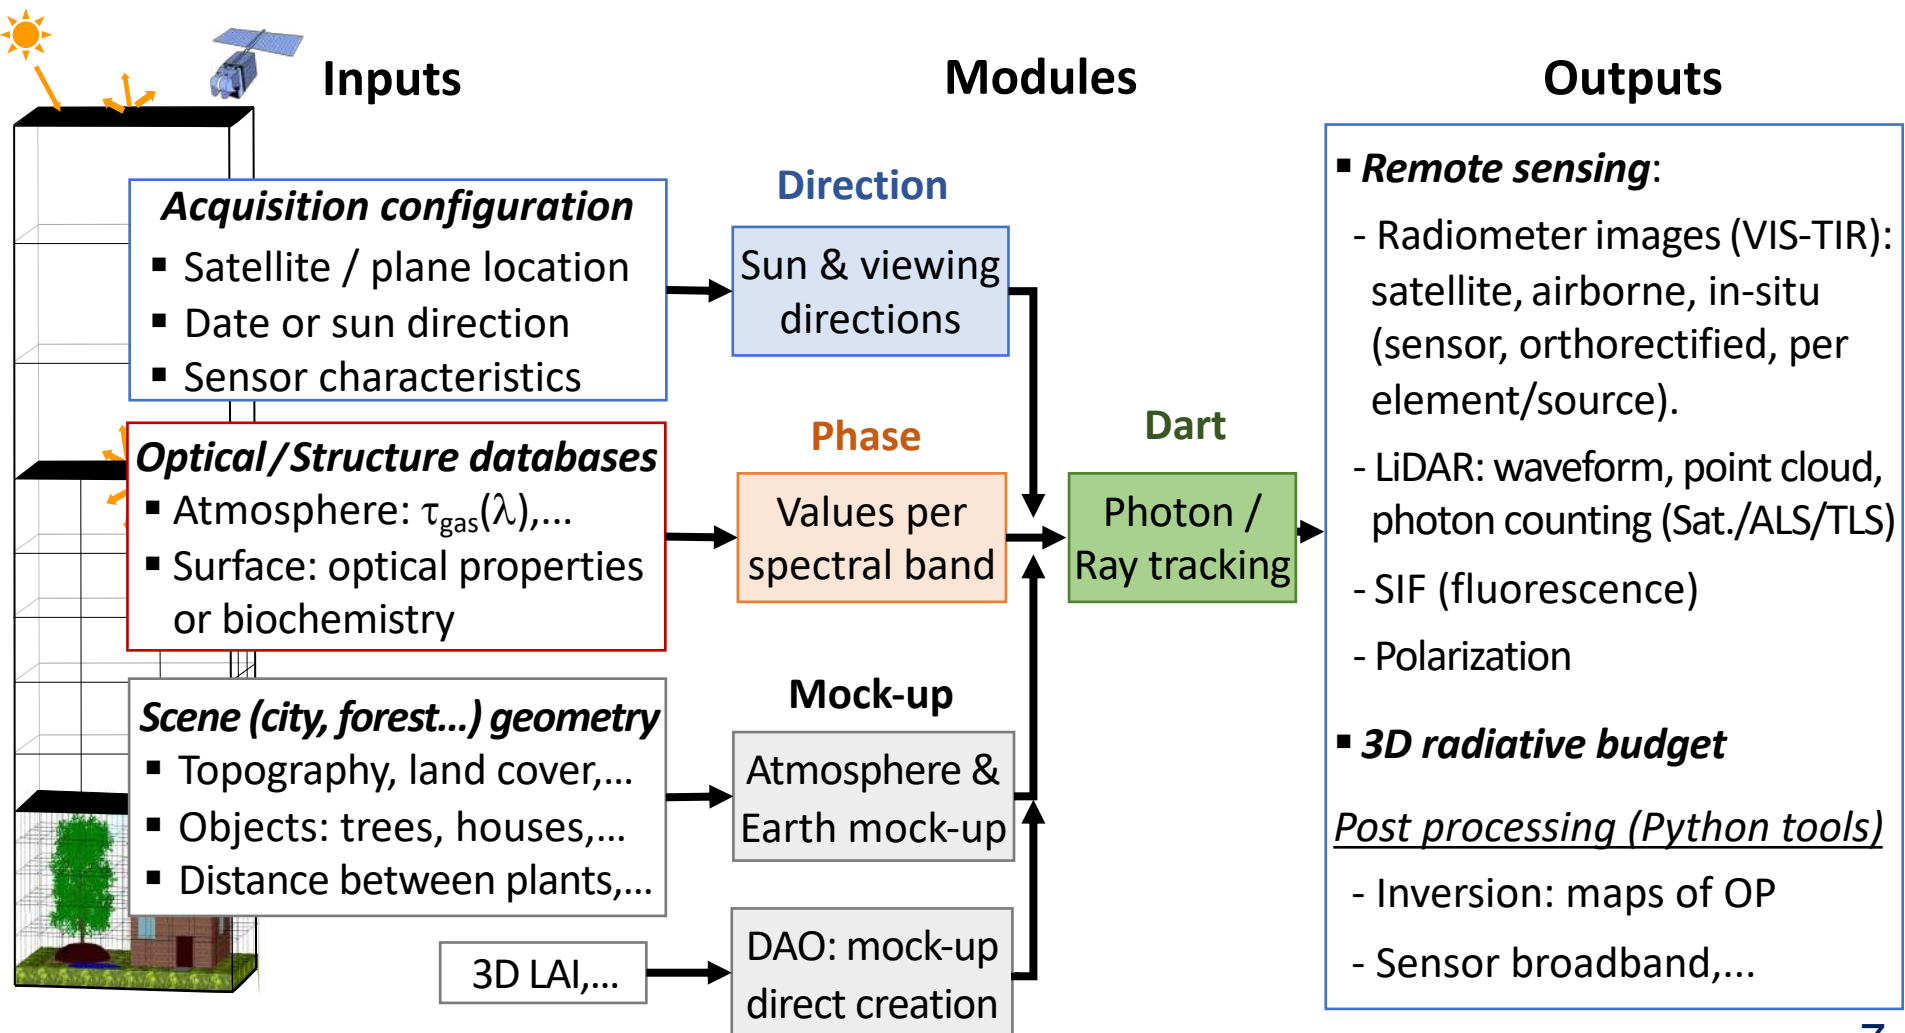 Inputs
Modules
Outputs
Acquisition configuration
▪ Satellite / plane location
▪ Date or sun direction
▪ Sensor characteristics
Optical/Structure databases
▪ Atmosphere: τgas(λ),...
▪ Surface: optical properties
or biochemistry
Scene (city, forest...) geometry
▪ Topography, land cover,...
▪ Objects: trees, houses,...
▪ Distance between plants,...
3D LAI,...
Direction
Sun & viewing
directions
Phase
Values per
spectral band
Mock-up
Atmosphere &
Earth mock-up
DAO: mock-up
direct creation
Dart
Photon /
Ray tracking
▪ Remote sensing:
- Radiometer images (VIS-TIR):
satellite, airborne, in-situ
(sensor, orthorectified, per
element/source).
- LiDAR: waveform, point cloud,
photon counting (Sat./ALS/TLS)
- SIF (fluorescence)
- Polarization
▪ 3D radiative budget
Post processing (Python tools)
- Inversion: maps of OP
- Sensor broadband,...